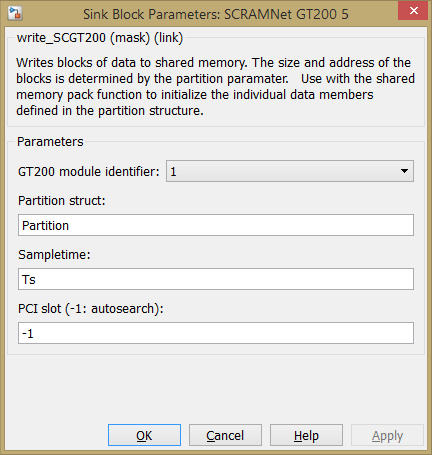 Sink Block Parameters: SCRAMNet GT200 5
write_SCGT200 (mask) (link)
Writes blocks of data to shared memory. The size and address of the
blocks is determined by the partition paramater.   Use with the shared
memory pack function to initialize the individual data members
defined in the partition structure.
Parameters
GT200 module identifier: 1
Partition struct:
Partition
Sampletime:
Ts
PCI slot (-1: autosearch):
-1
OK Cancel Help Apply